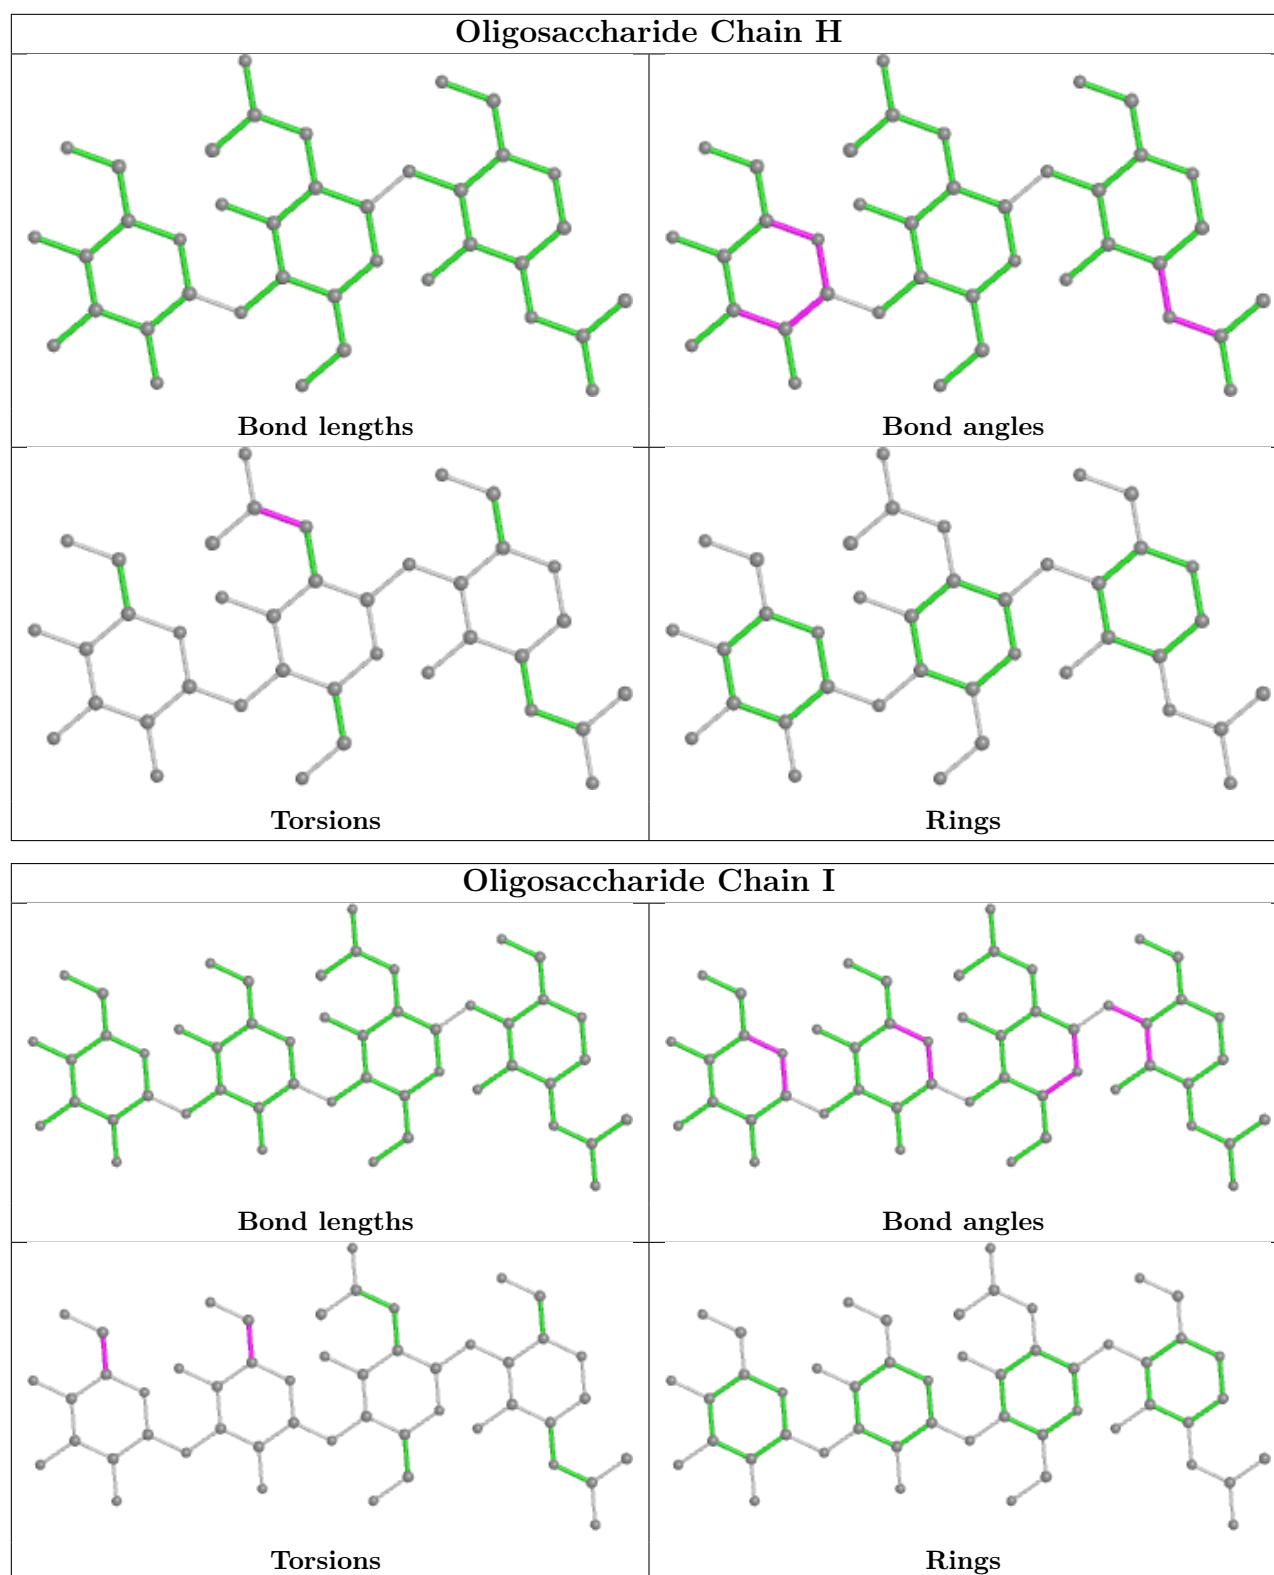 Oligosaccharide Chain H
Bond lengths
Bond angles
Torsions
Rings
Oligosaccharide Chain I
Bond lengths
Bond angles
Torsions
Rings